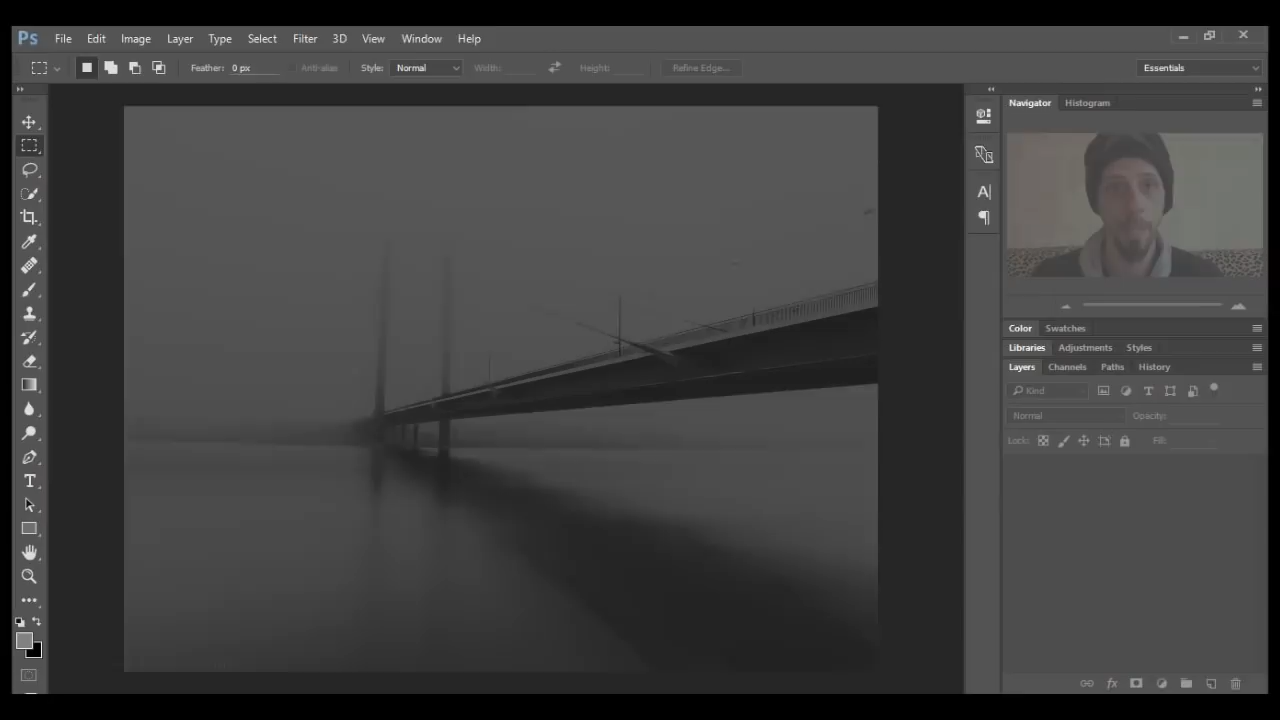 Ps File Edit Image Layer Type Select Filter 3D View Window Help
Feather: 0 px Anti-alias Style: Normal Width: Height: Refine Edge... Essentials
Navigator Histogram
Color Swatches
Libraries Adjustments Styles
Layers Channels Paths History
Kind
Normal Opacity:
Lock: Fill: